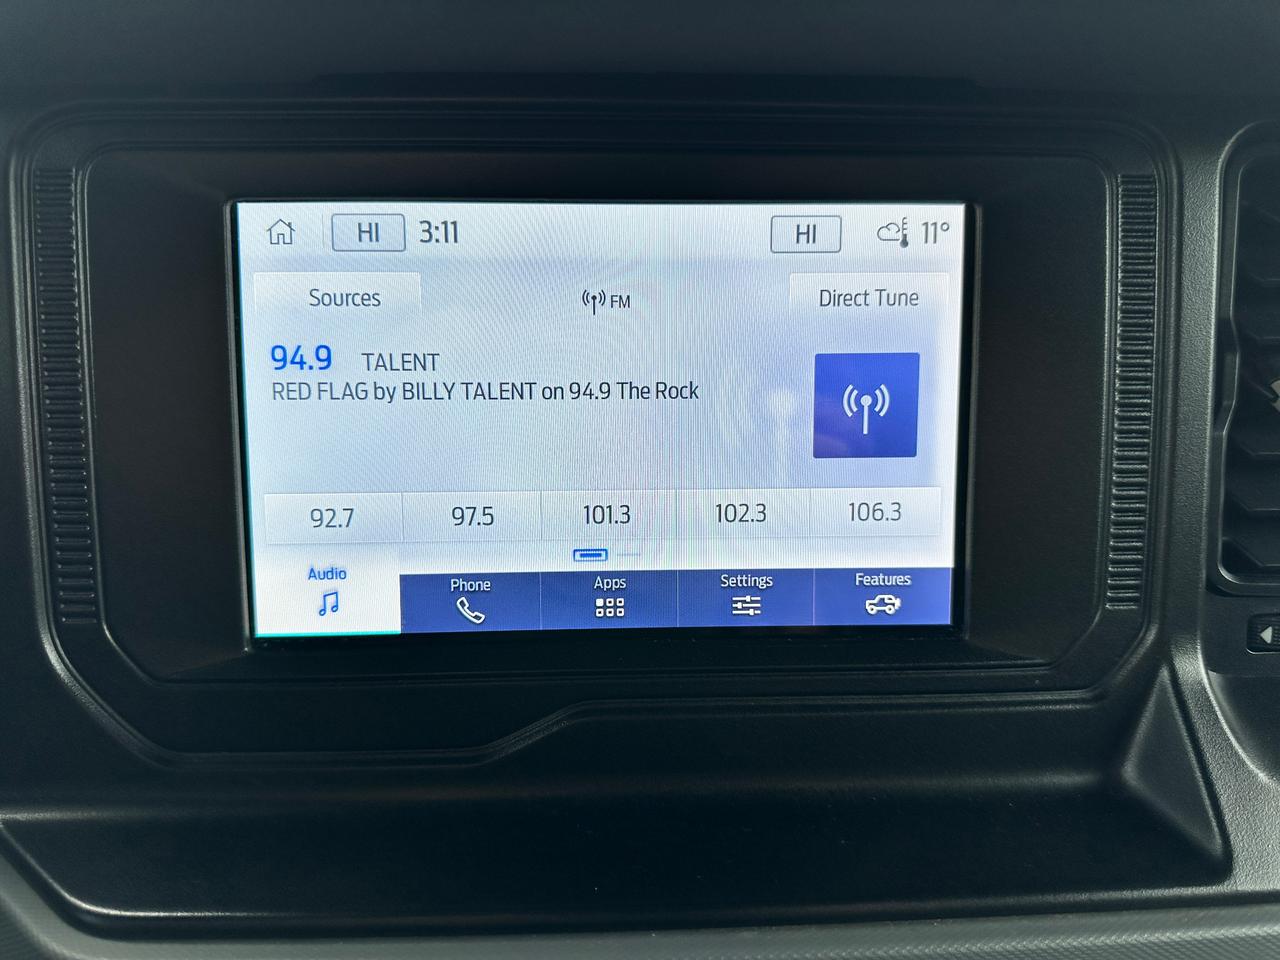 HI 3:11 HI 11°
Sources FM Direct Tune
94.9 TALENT
RED FLAG by BILLY TALENT on 94.9 The Rock
92.7 97.5 101.3 102.3 106.3
Audio Phone Apps Settings Features